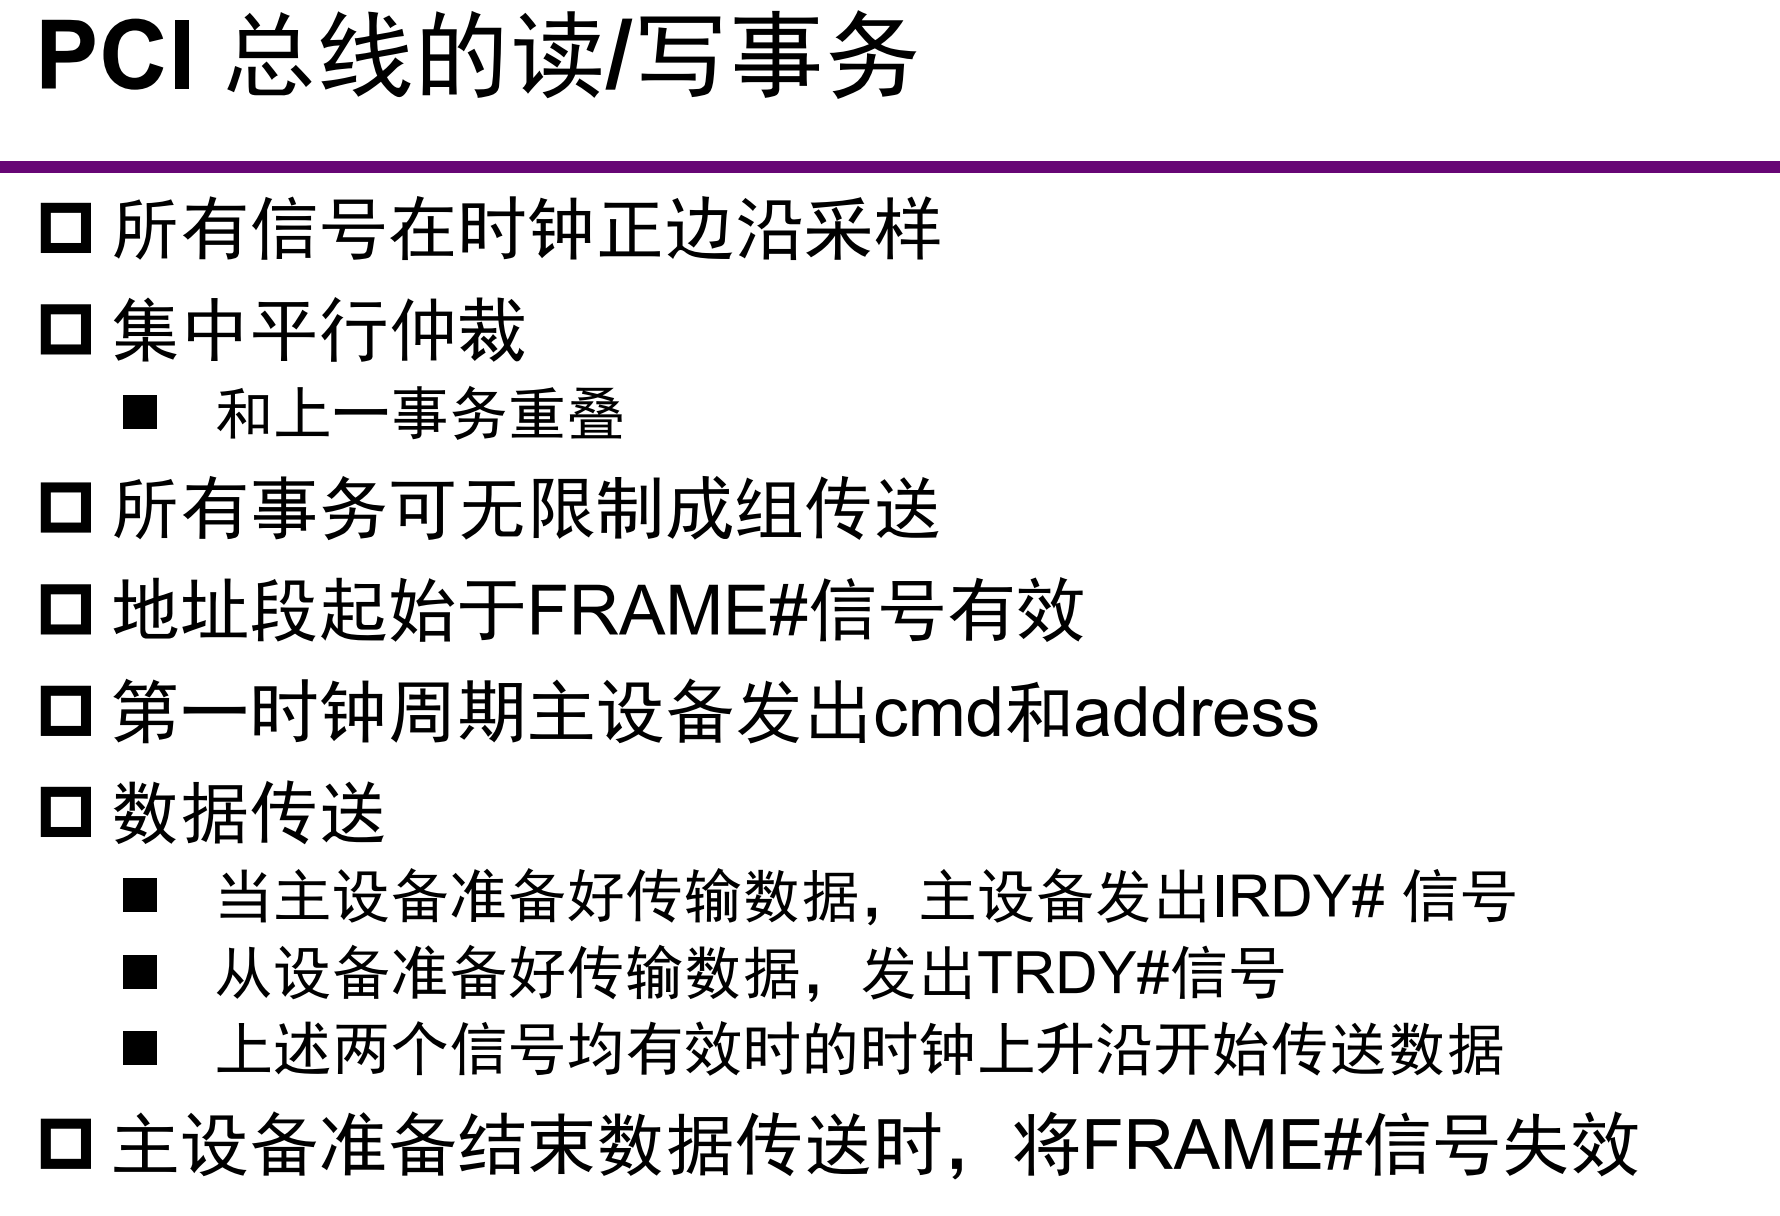 PCI 总线的读/写事务
所有信号在时钟正边沿采样
集中平行仲裁
和上一事务重叠
所有事务可无限制成组传送
地址段起始于FRAME#信号有效
第一时钟周期主设备发出cmd和address
数据传送
当主设备准备好传输数据，主设备发出IRDY# 信号
从设备准备好传输数据，发出TRDY#信号
上述两个信号均有效时的时钟上升沿开始传送数据
主设备准备结束数据传送时，将FRAME#信号失效